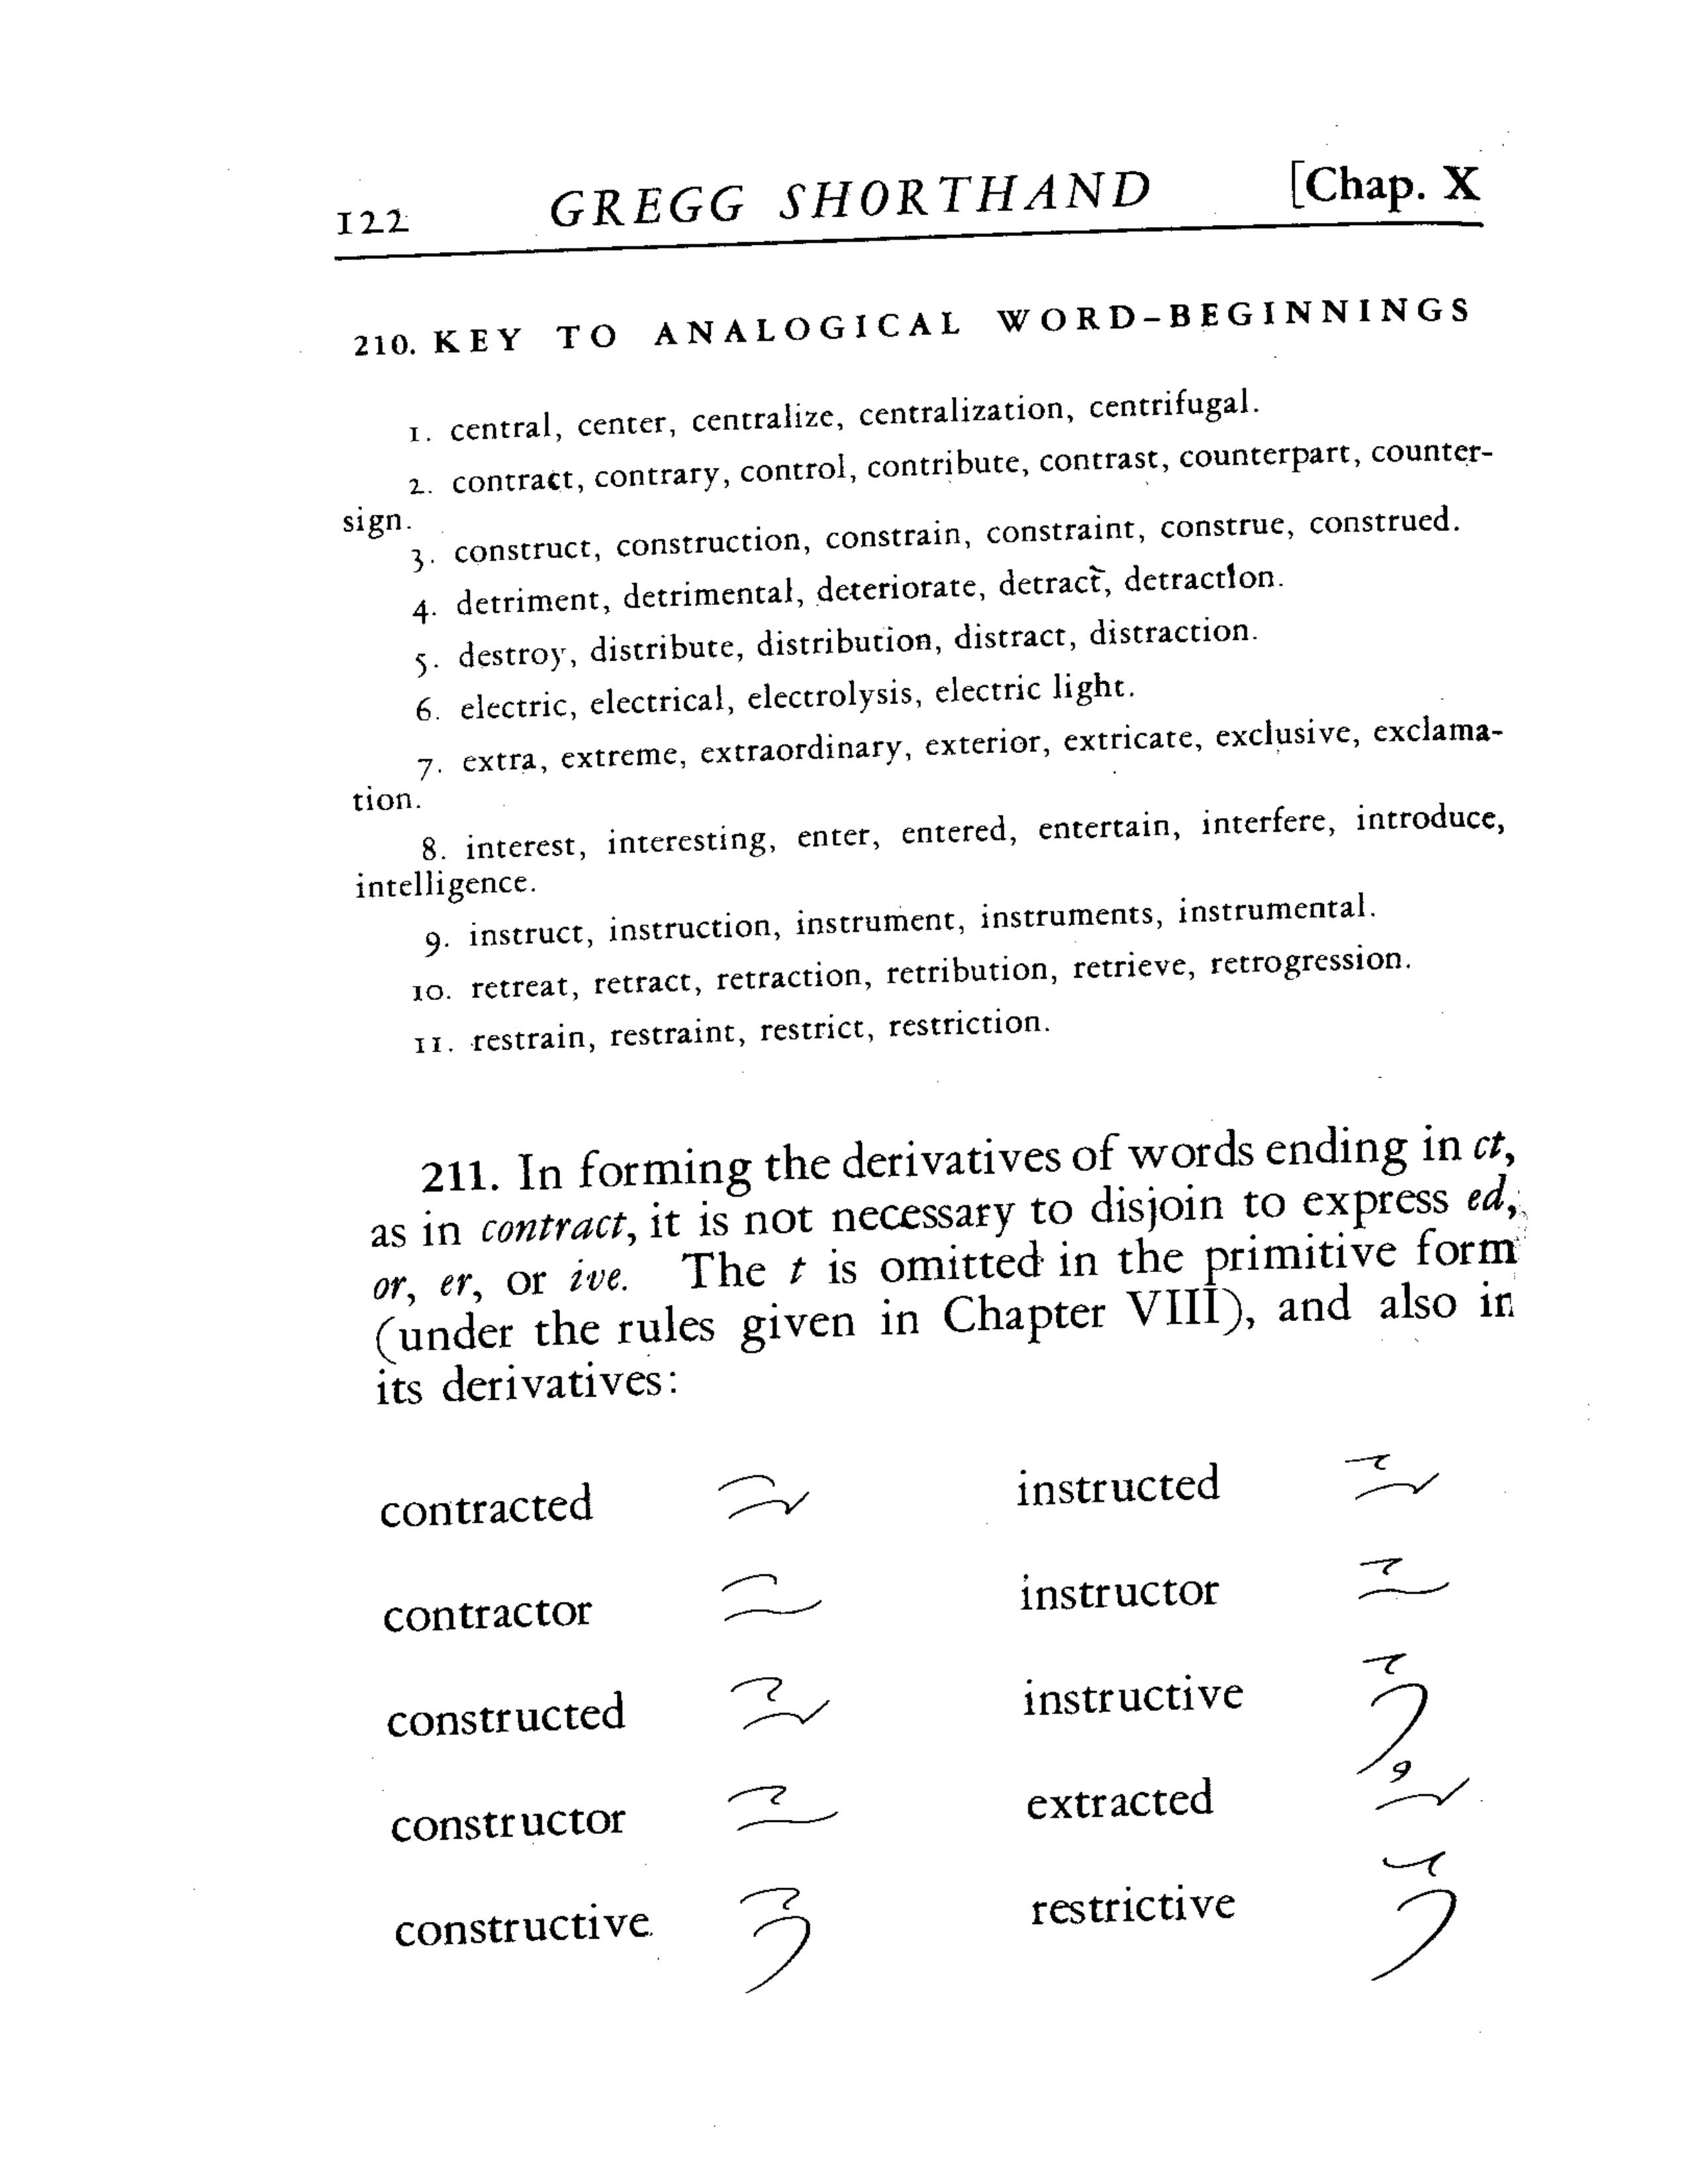 122 GREGG SHORTHAND [Chap. X
210. KEY TO ANALOGICAL WORD-BEGINNINGS
1. central, center, centralize, centralization, centrifugal.
2. contract, contrary, control, contribute, contrast, counterpart, counter-
sign.
3. construct, construction, constrain, constraint, construe, construed.
4. detriment, detrimental, deteriorate, detract, detraction.
5. destroy, distribute, distribution, distract, distraction.
6. electric, electrical, electrolysis, electric light.
7. extra, extreme, extraordinary, exterior, extricate, exclusive, exclama-
tion.
8. interest, interesting, enter, entered, entertain, interfere, introduce,
intelligence.
9. instruct, instruction, instrument, instruments, instrumental.
10. retreat, retract, retraction, retribution, retrieve, retrogression.
11. restrain, restraint, restrict, restriction.
211. In forming the derivatives of words ending in ct,
as in contract, it is not necessary to disjoin to express ed,
or, er, or ive. The t is omitted in the primitive form
(under the rules given in Chapter VIII), and also in
its derivatives:
contracted instructed
contractor instructor
constructed instructive
constructor extracted
constructive restrictive